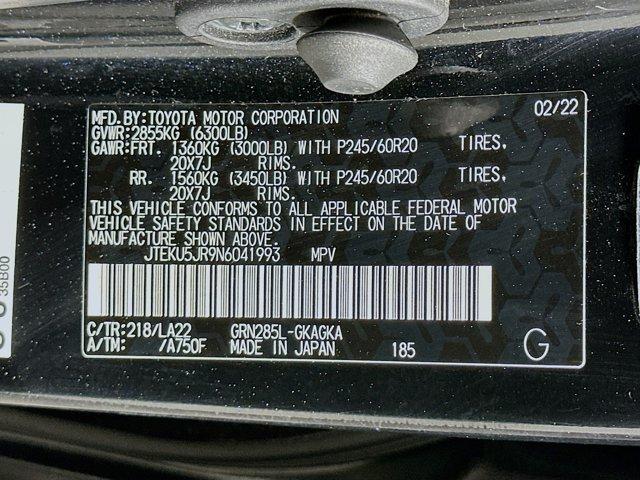 MFD.BY:TOYOTA MOTOR CORPORATION 02/22
GVWR:2855KG (6300LB)
GAWR:FRT. 1360KG (3000LB) WITH P245/60R20 TIRES,
20X7J RIMS.
RR. 1560KG (3450LB) WITH P245/60R20 TIRES,
20X7J RIMS.
THIS VEHICLE CONFORMS TO ALL APPLICABLE FEDERAL MOTOR
VEHICLE SAFETY STANDARDS IN EFFECT ON THE DATE OF
MANUFACTURE SHOWN ABOVE.
JTEKU5JR9N6041993 MPV
C/TR:218/LA22 GRN285L-GKAGKA
A/TM: /A750F MADE IN JAPAN 185 G
35B00